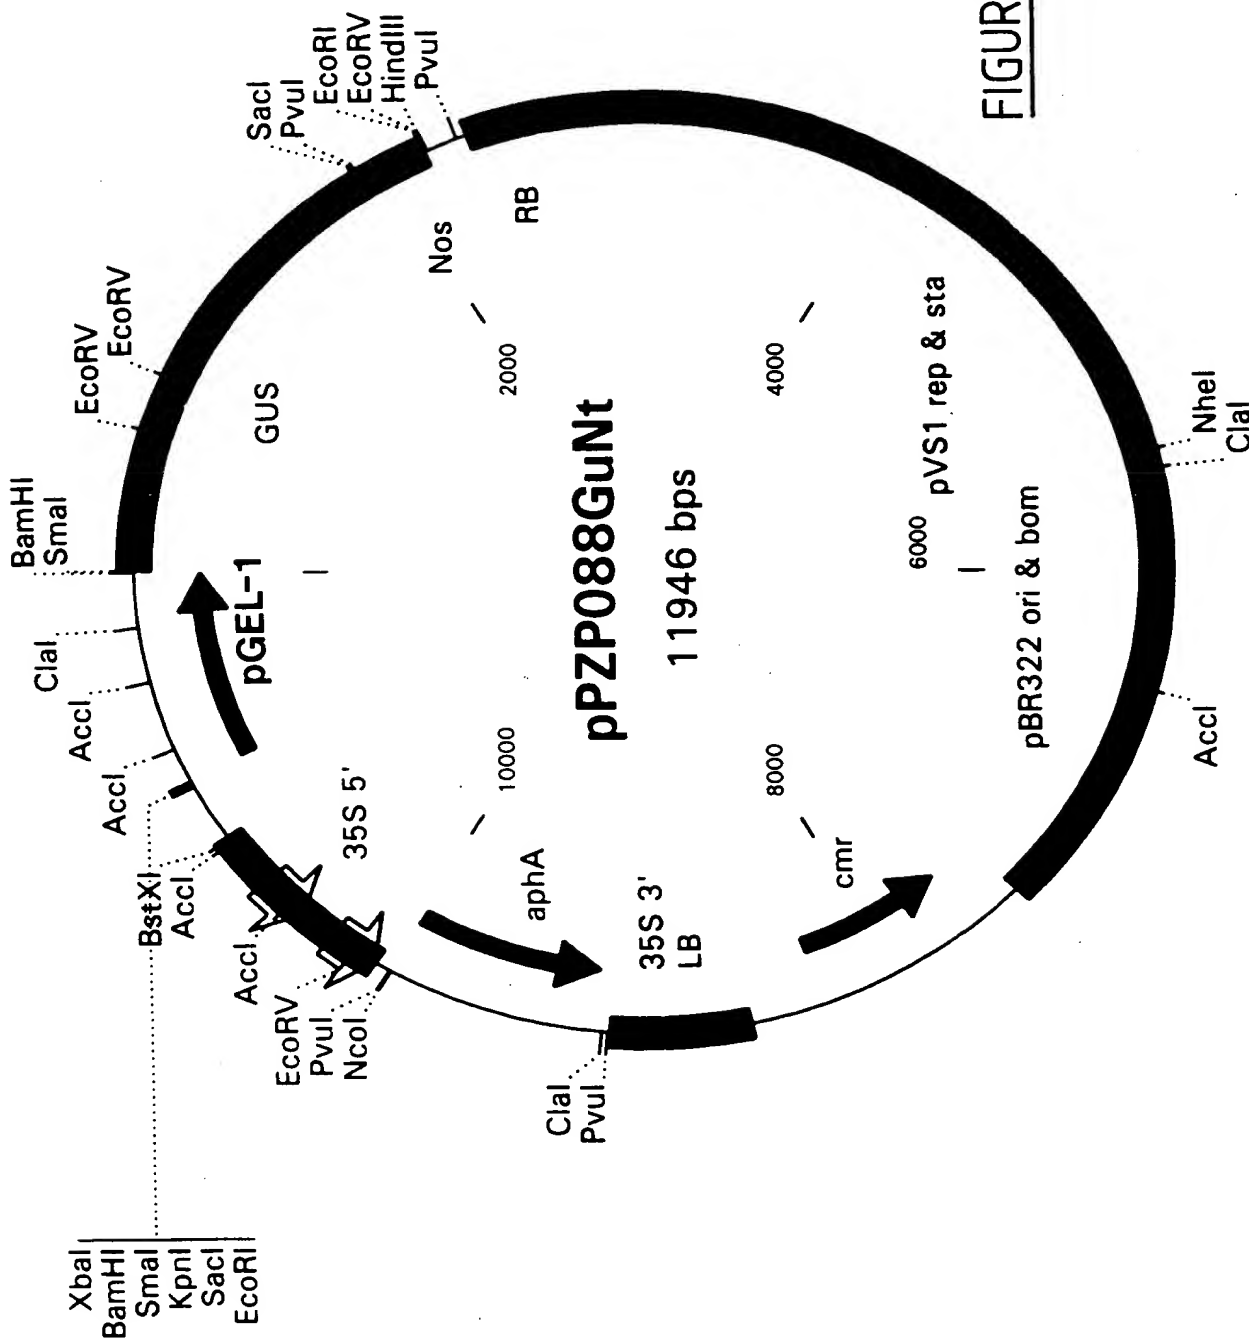 FIGUR
pPZP088GuNt
11946 bps
XbaI
BamHI
SmaI
KpnI
SacI
EcoRI
BstXI
AccI
AccI
AccI
ClaI
BamHI
SmaI
EcoRV
EcoRV
SacI
PvuI
EcoRI
EcoRV
HindIII
PvuI
AccI
EcoRV
PvuI
NcoI
ClaI
PvuI
NheI
ClaI
AccI
pGEL-1
GUS
Nos
RB
35S 5'
aphA
35S 3'
LB
cmr
pVS1 rep & sta
pBR322 ori & bom
2000
4000
6000
8000
10000